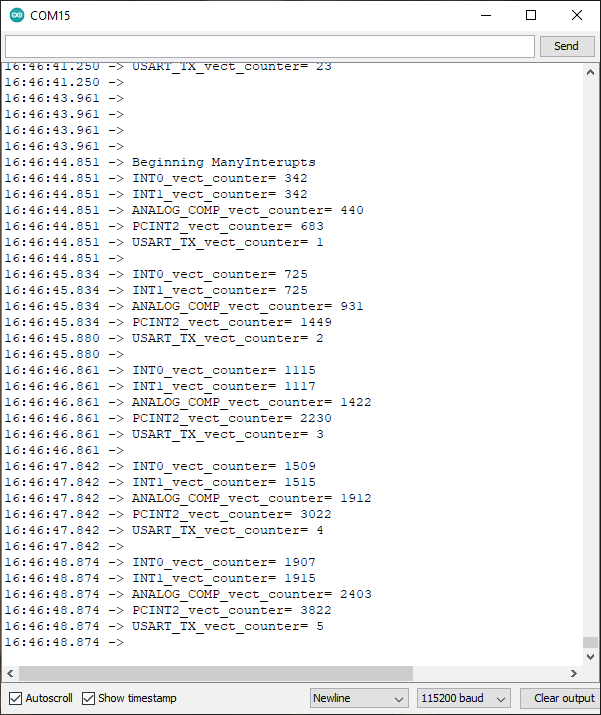 COM15
Send
16:46:41.250 -> USART_TX_vect_counter= 23
16:46:41.250 ->
16:46:43.961 ->
16:46:43.961 ->
16:46:43.961 ->
16:46:43.961 ->
16:46:44.851 -> Beginning ManyInterupts
16:46:44.851 -> INT0_vect_counter= 342
16:46:44.851 -> INT1_vect_counter= 342
16:46:44.851 -> ANALOG_COMP_vect_counter= 440
16:46:44.851 -> PCINT2_vect_counter= 683
16:46:44.851 -> USART_TX_vect_counter= 1
16:46:44.851 ->
16:46:45.834 -> INT0_vect_counter= 725
16:46:45.834 -> INT1_vect_counter= 725
16:46:45.834 -> ANALOG_COMP_vect_counter= 931
16:46:45.834 -> PCINT2_vect_counter= 1449
16:46:45.880 -> USART_TX_vect_counter= 2
16:46:45.880 ->
16:46:46.861 -> INT0_vect_counter= 1115
16:46:46.861 -> INT1_vect_counter= 1117
16:46:46.861 -> ANALOG_COMP_vect_counter= 1422
16:46:46.861 -> PCINT2_vect_counter= 2230
16:46:46.861 -> USART_TX_vect_counter= 3
16:46:46.861 ->
16:46:47.842 -> INT0_vect_counter= 1509
16:46:47.842 -> INT1_vect_counter= 1515
16:46:47.842 -> ANALOG_COMP_vect_counter= 1912
16:46:47.842 -> PCINT2_vect_counter= 3022
16:46:47.842 -> USART_TX_vect_counter= 4
16:46:47.842 ->
16:46:48.874 -> INT0_vect_counter= 1907
16:46:48.874 -> INT1_vect_counter= 1915
16:46:48.874 -> ANALOG_COMP_vect_counter= 2403
16:46:48.874 -> PCINT2_vect_counter= 3822
16:46:48.874 -> USART_TX_vect_counter= 5
16:46:48.874 ->
Autoscroll Show timestamp Newline 115200 baud Clear output